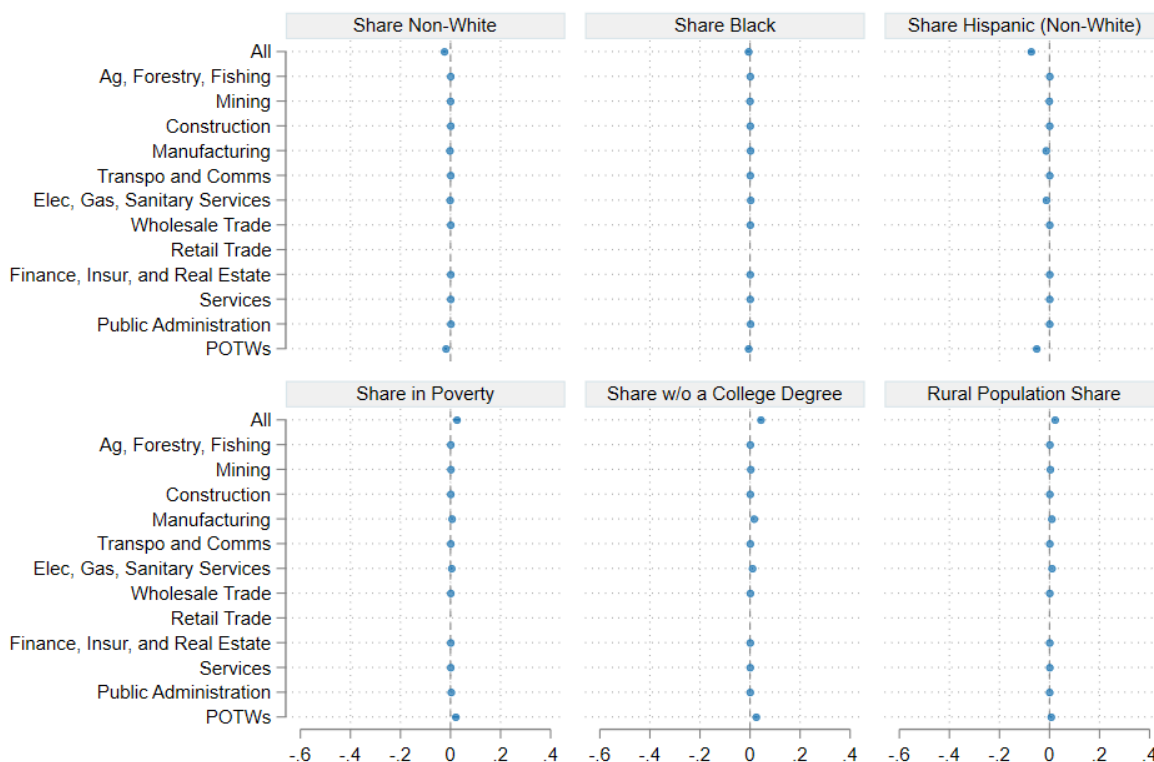 Share Non-White Share Black Share Hispanic (Non-White)
All
Ag, Forestry, Fishing
Mining
Construction
Manufacturing
Transpo and Comms
Elec, Gas, Sanitary Services
Wholesale Trade
Retail Trade
Finance, Insur, and Real Estate
Services
Public Administration
POTWs
Share in Poverty Share w/o a College Degree Rural Population Share
All
Ag, Forestry, Fishing
Mining
Construction
Manufacturing
Transpo and Comms
Elec, Gas, Sanitary Services
Wholesale Trade
Retail Trade
Finance, Insur, and Real Estate
Services
Public Administration
POTWs
-.6 -.4 -.2 0 .2 .4 -.6 -.4 -.2 0 .2 .4 -.6 -.4 -.2 0 .2 .4